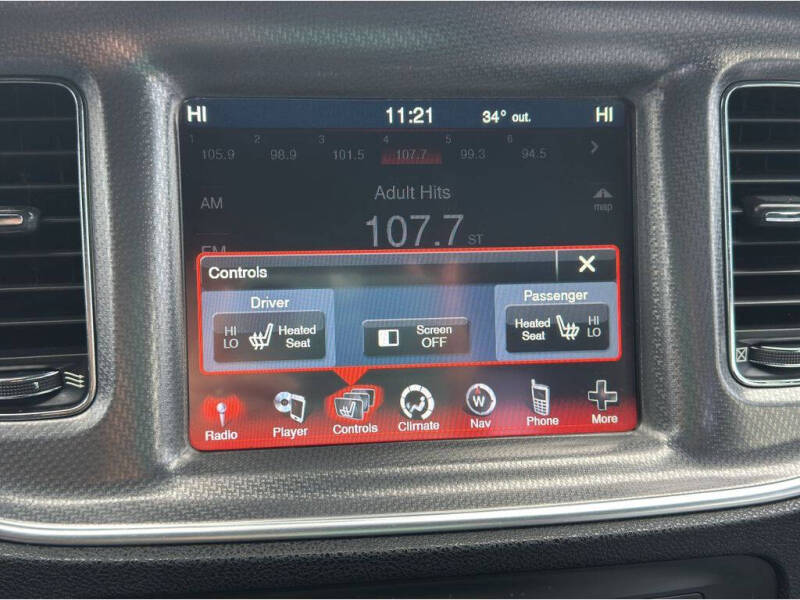 HI 11:21 34° out. HI
1 2 3 4 5 6
105.9 98.9 101.5 107.7 99.3 94.5
Adult Hits
AM
map
107.7 ST
FM
Controls
Driver
HI LO Heated Seat
Screen OFF
Passenger
Heated Seat HI LO
W
Radio Player Controls Climate Nav Phone More